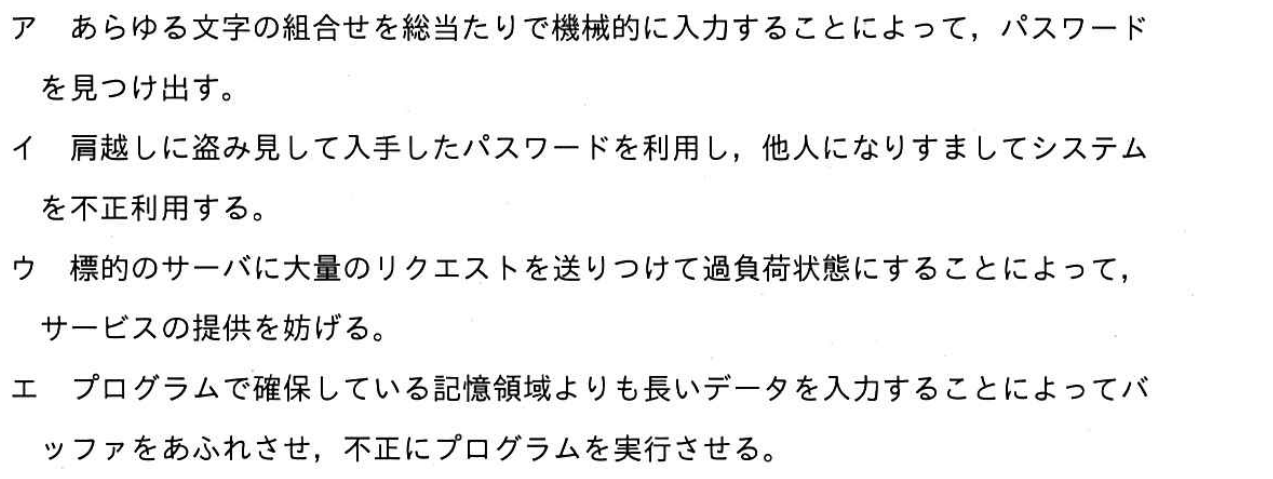 ア　あらゆる文字の組合せを総当たりで機械的に入力することによって，パスワード
を見つけ出す。
イ　肩越しに盗み見して入手したパスワードを利用し，他人になりすましてシステム
を不正利用する。
ウ　標的のサーバに大量のリクエストを送りつけて過負荷状態にすることによって，
サービスの提供を妨げる。
エ　プログラムで確保している記憶領域よりも長いデータを入力することによってバ
ッファをあふれさせ，不正にプログラムを実行させる。